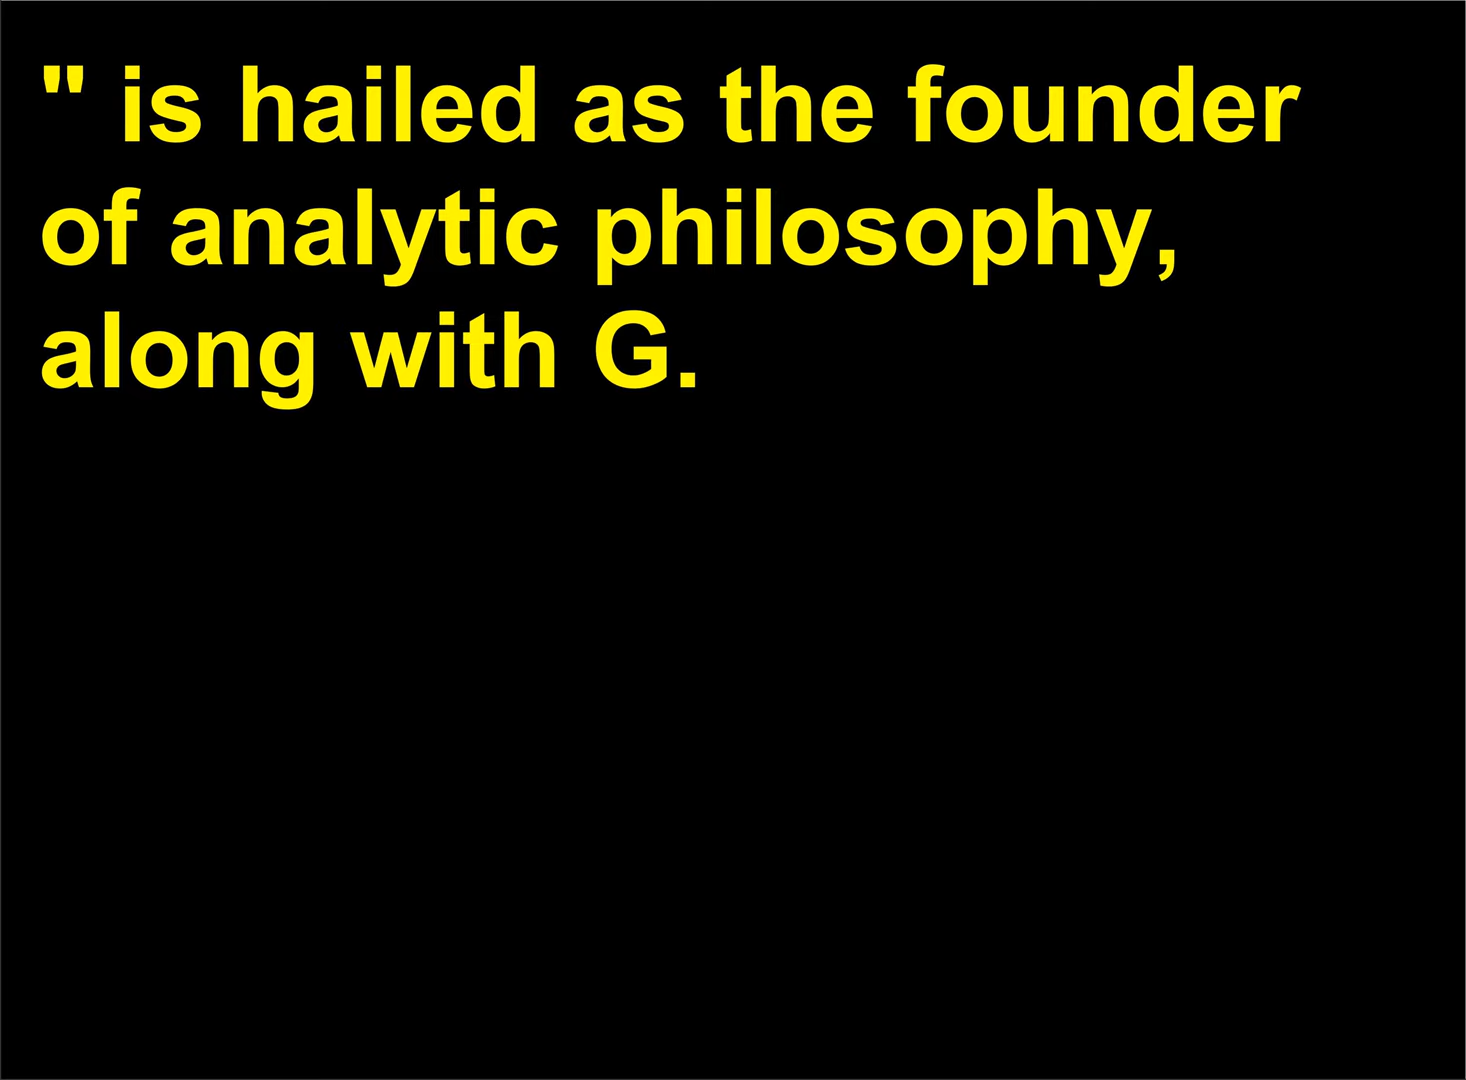 " is hailed as the founder
of analytic philosophy,
along with G.